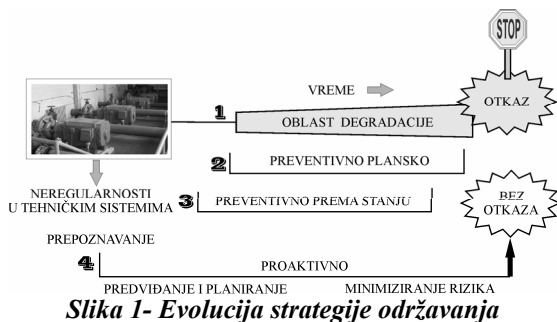 STOP
VREME
OTKAZ
1
OBLAST DEGRADACIJE
2
PREVENTIVNO PLANSKO
NEREGULARNOSTI
U TEHNIČKIM SISTEMIMA
3
PREVENTIVNO PREMA STANJU
BEZ
OTKAZA
PREPOZNAVANJE
4
PROAKTIVNO
PREDVIĐANJE I PLANIRANJE
MINIMIZIRANJE RIZIKA
Slika 1- Evolucija strategije održavanja